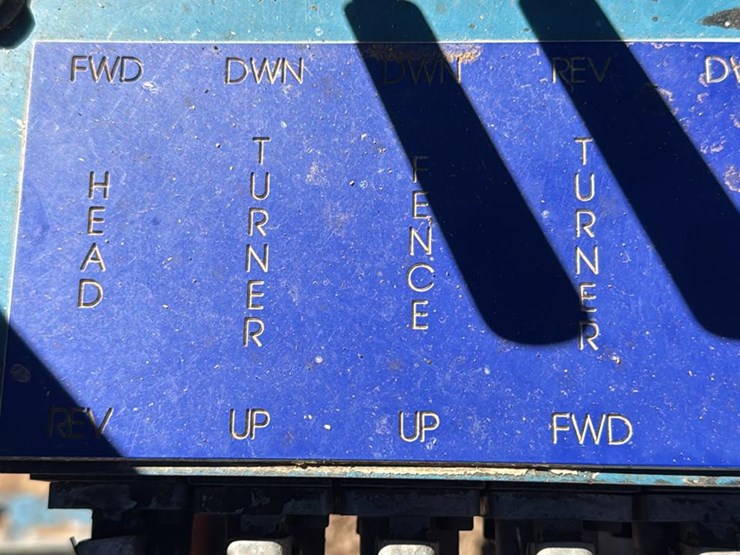 FWD DWN DWN REV
HEAD TURNER FENCE TURNER
REV UP UP FWD